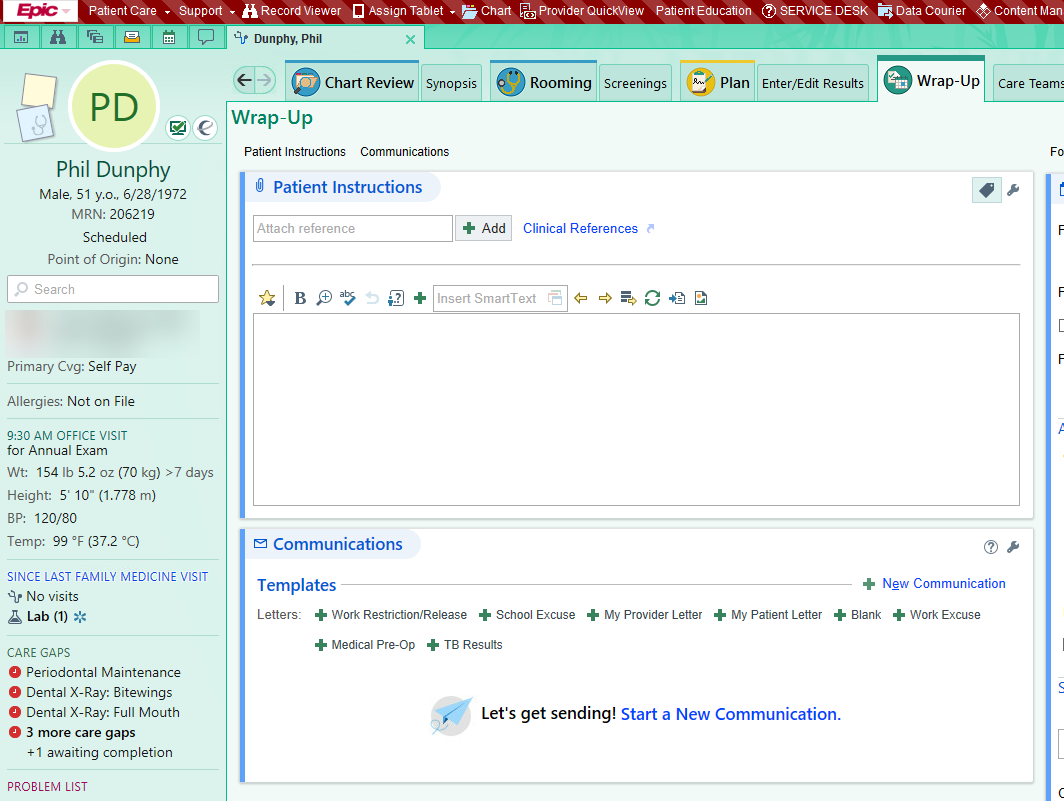 Epic Patient Care Support Record Viewer Assign Tablet Chart Provider QuickView Patient Education SERVICE DESK Data Courier Content Man
Dunphy, Phil
Chart Review Synopsis Rooming Screenings Plan Enter/Edit Results Wrap-Up Care Teams
PD
Phil Dunphy
Male, 51 y.o., 6/28/1972
MRN: 206219
Scheduled
Point of Origin: None
Search
Primary Cvg: Self Pay
Allergies: Not on File
9:30 AM OFFICE VISIT
for Annual Exam
Wt: 154 lb 5.2 oz (70 kg) >7 days
Height: 5' 10" (1.778 m)
BP: 120/80
Temp: 99 °F (37.2 °C)
SINCE LAST FAMILY MEDICINE VISIT
No visits
Lab (1)
CARE GAPS
Periodontal Maintenance
Dental X-Ray: Bitewings
Dental X-Ray: Full Mouth
3 more care gaps
+1 awaiting completion
PROBLEM LIST
Wrap-Up
Patient Instructions Communications
Fo
Patient Instructions
Attach reference Add Clinical References
B abc Insert SmartText
Communications
Templates New Communication
Letters: Work Restriction/Release School Excuse My Provider Letter My Patient Letter Blank Work Excuse
Medical Pre-Op TB Results
Let's get sending! Start a New Communication.